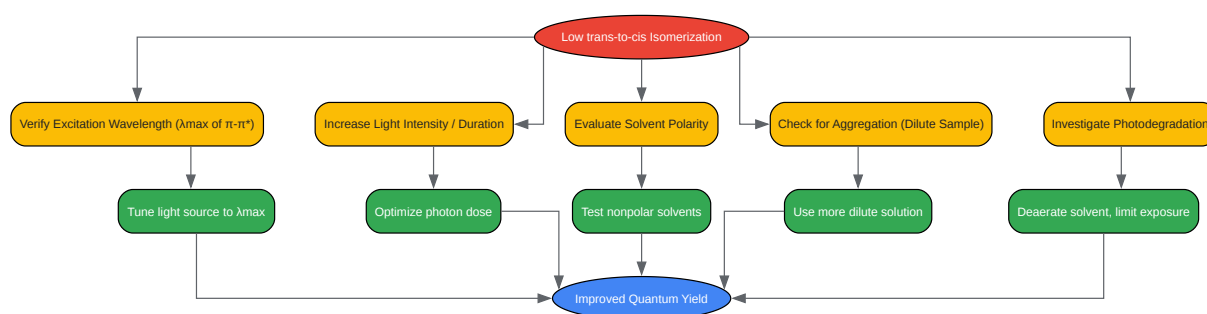 Low trans-to-cis Isomerization
Verify Excitation Wavelength (λmax of π-π*)
Increase Light Intensity / Duration
Evaluate Solvent Polarity
Check for Aggregation (Dilute Sample)
Investigate Photodegradation
Tune light source to λmax
Optimize photon dose
Test nonpolar solvents
Use more dilute solution
Deaerate solvent, limit exposure
Improved Quantum Yield